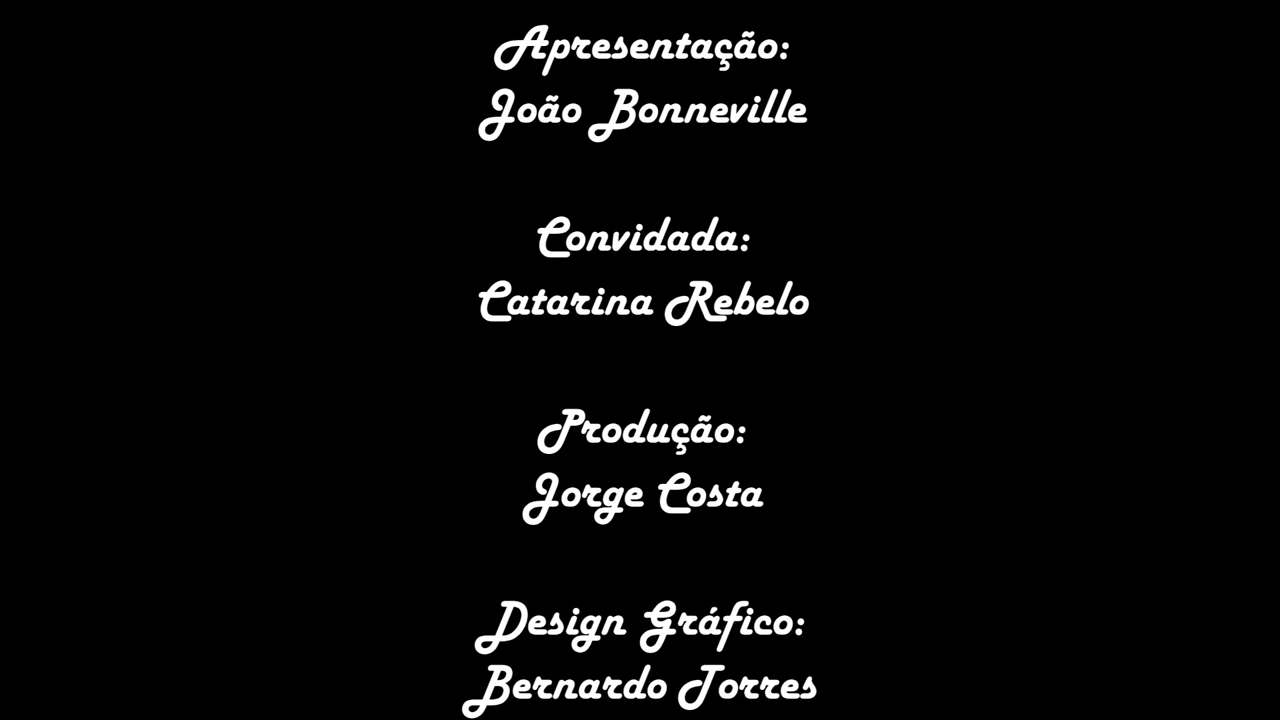 Apresentação:
João Bonneville
Convidada:
Catarina Rebelo
Produção:
Jorge Costa
Design Gráfico:
Bernardo Torres